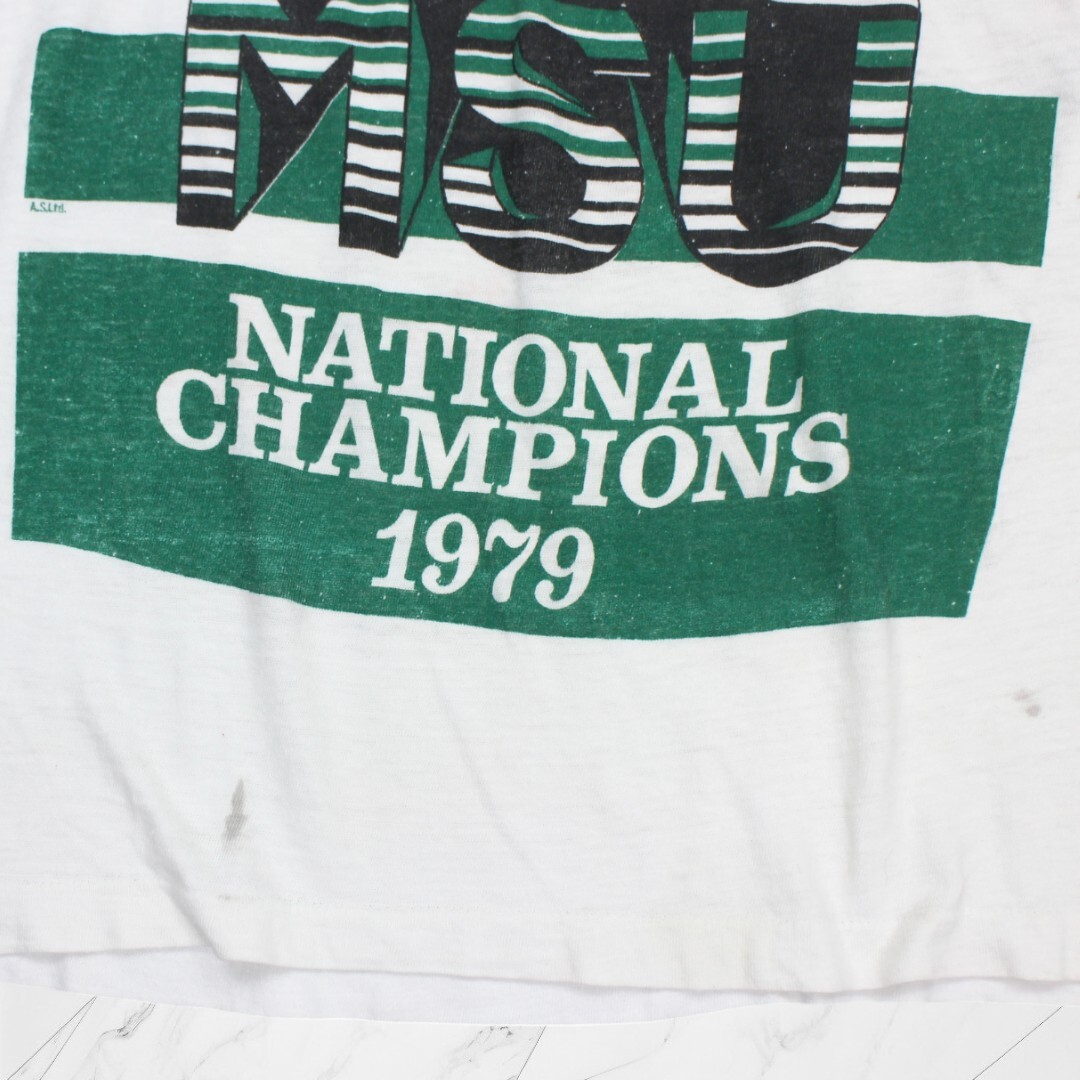 MSU
A.S.Ltd.
NATIONAL
CHAMPIONS
1979